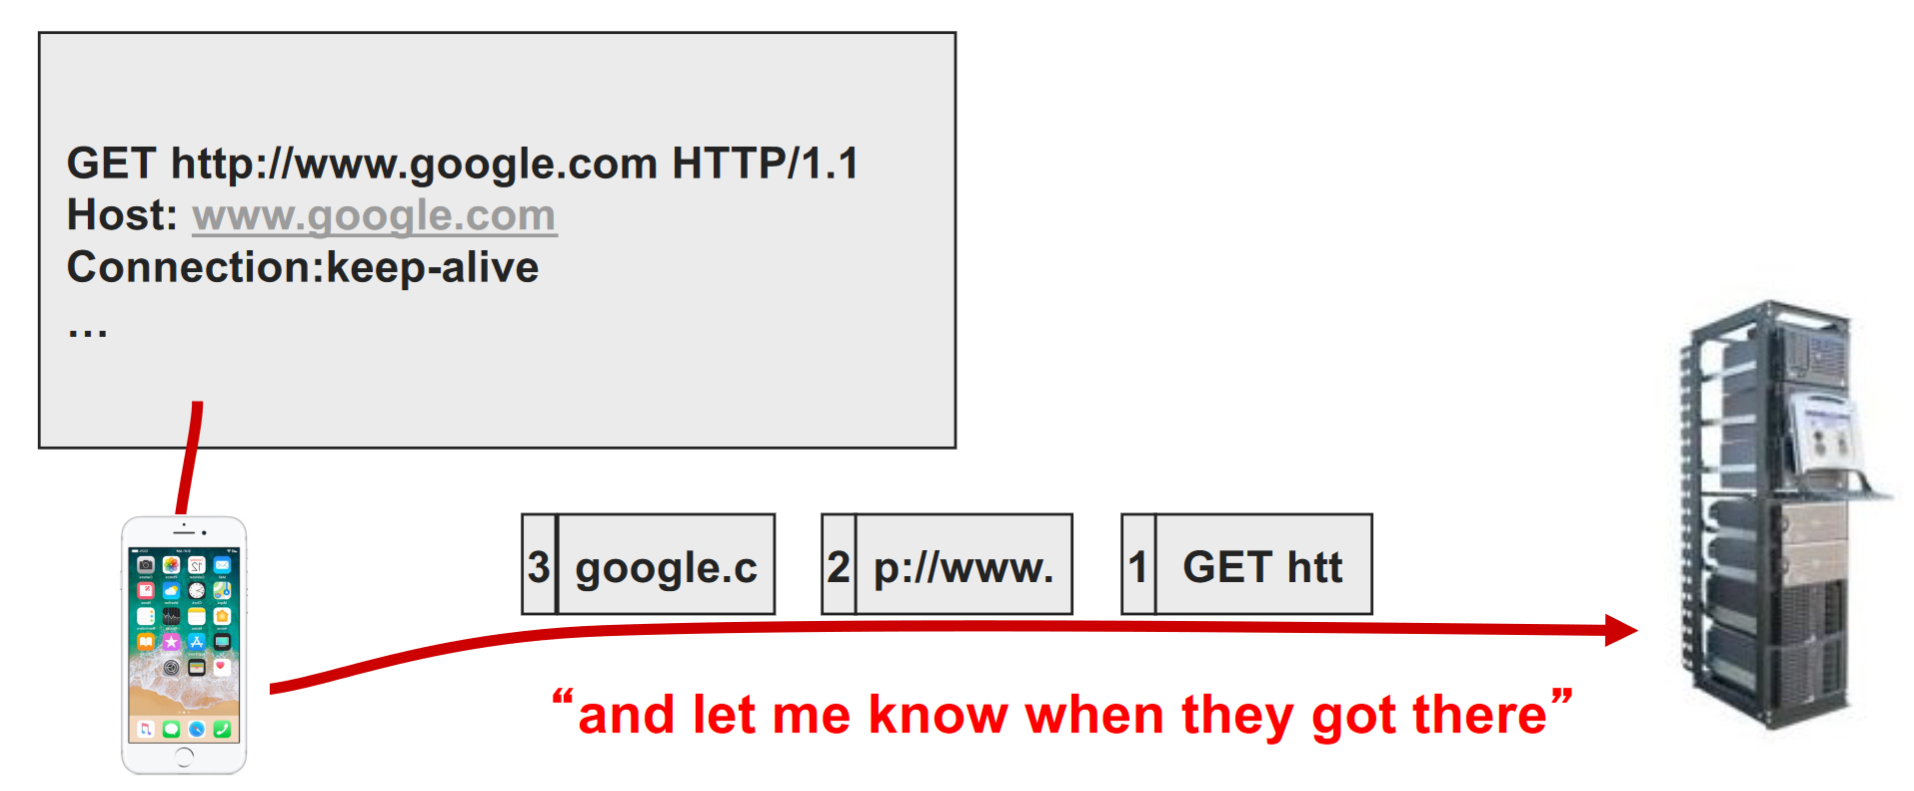 GET http://www.google.com HTTP/1.1
Host: www.google.com
Connection:keep-alive
...
3 google.c
2 p://www.
1 GET htt
“and let me know when they got there”